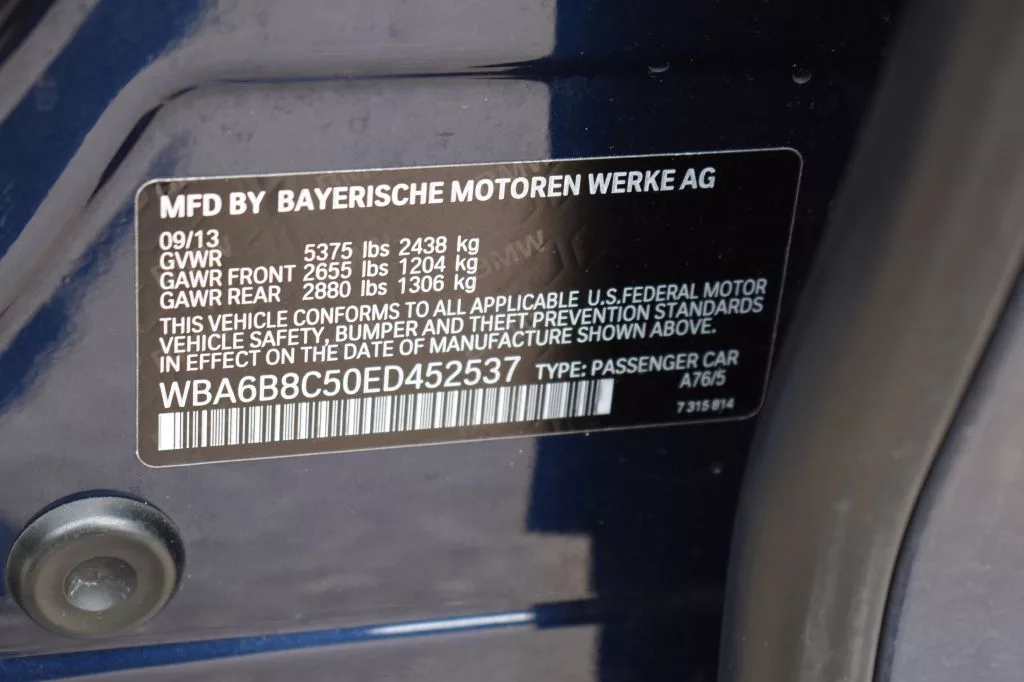 MFD BY BAYERISCHE MOTOREN WERKE AG
09/13
GVWR 5375 lbs 2438 kg
GAWR FRONT 2655 lbs 1204 kg
GAWR REAR 2880 lbs 1306 kg
THIS VEHICLE CONFORMS TO ALL APPLICABLE U.S.FEDERAL MOTOR
VEHICLE SAFETY, BUMPER AND THEFT PREVENTION STANDARDS
IN EFFECT ON THE DATE OF MANUFACTURE SHOWN ABOVE.
WBA6B8C50ED452537 TYPE: PASSENGER CAR
A76/5
7 315 814
BMW